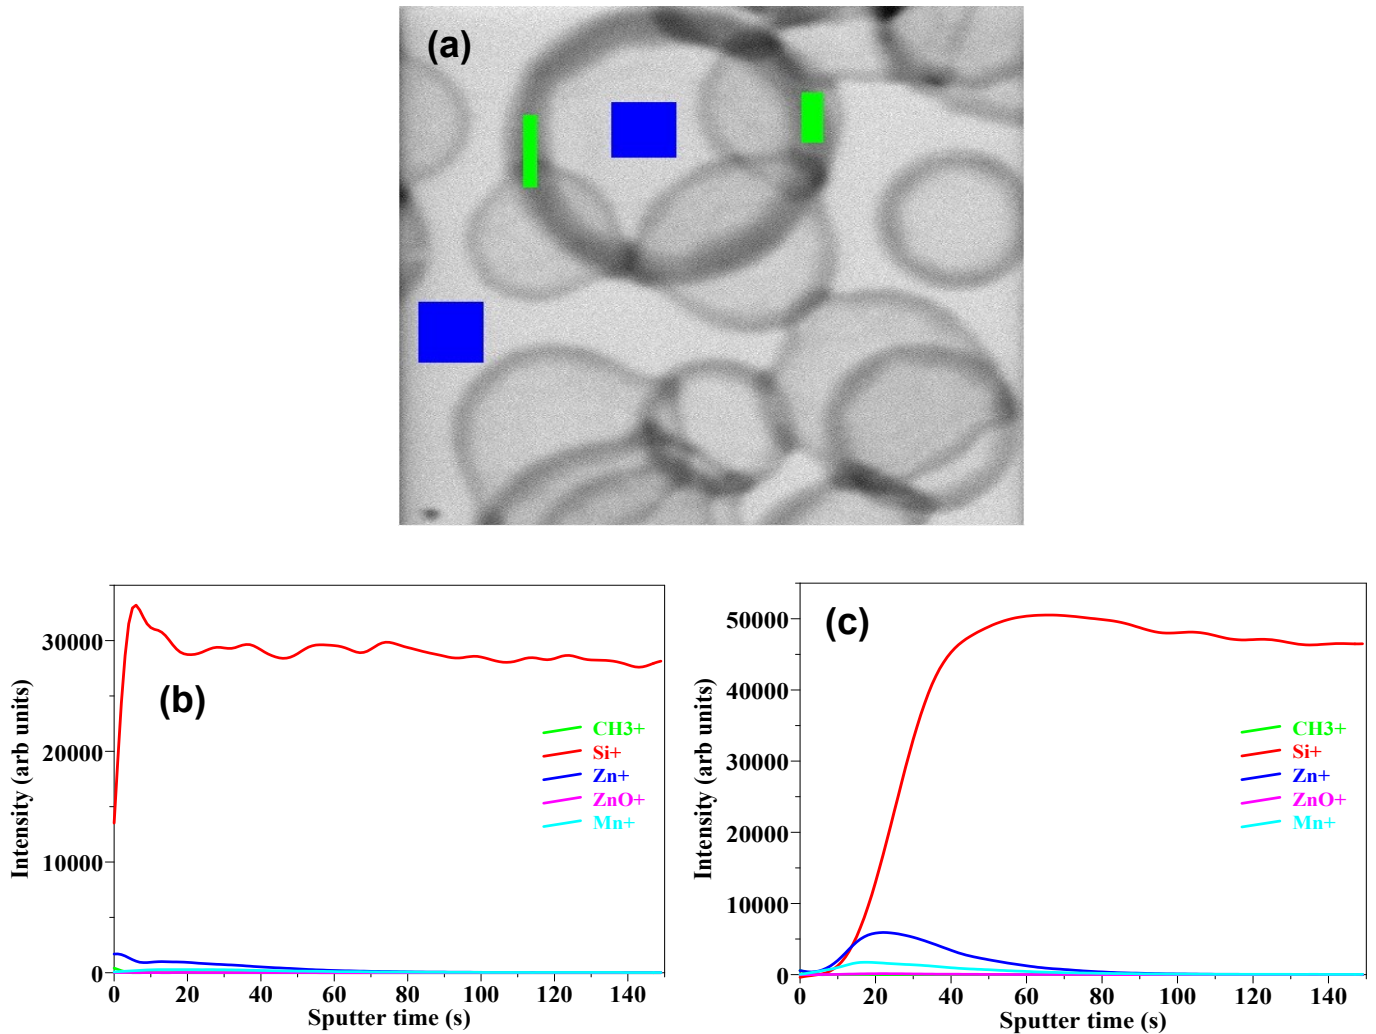 (a)
30000
20000
10000
0
Intensity (arb units)
(b)
CH3+
Si+
Zn+
ZnO+
Mn+
0 20 40 60 80 100 120 140
Sputter time (s)
50000
40000
30000
20000
10000
0
Intensity (arb units)
(c)
CH3+
Si+
Zn+
ZnO+
Mn+
0 20 40 60 80 100 120 140
Sputter time (s)